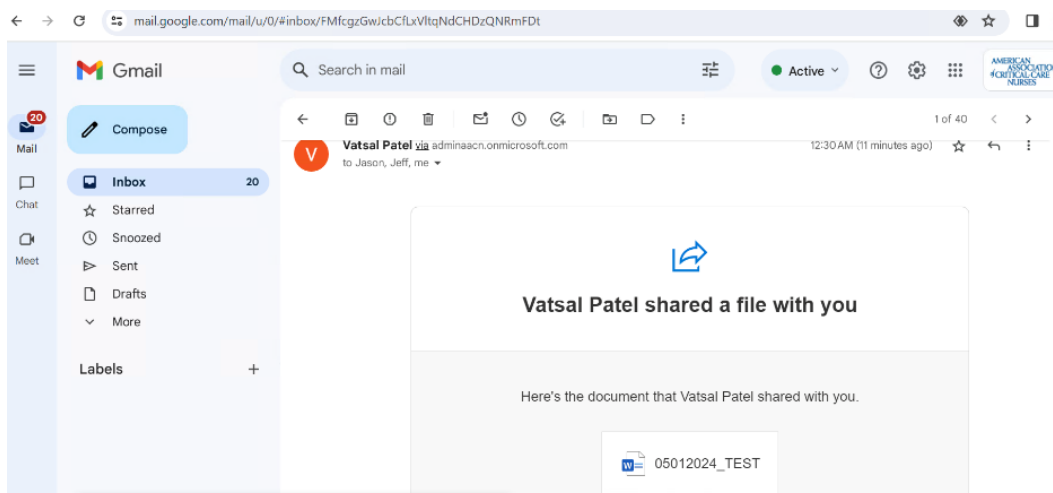 mail.google.com/mail/u/0/#inbox/FMfcgzGwJcbCfLxVltqNdCHDzQNRmFDt
Gmail
Search in mail
Active
AMERICAN
ASSOCIATIO
of CRITICAL-CARE
NURSES
20
Mail
Chat
Meet
Compose
Inbox 20
Starred
Snoozed
Sent
Drafts
More
Labels
1 of 40
Vatsal Patel via adminaacn.onmicrosoft.com 12:30 AM (11 minutes ago)
to Jason, Jeff, me
V
Vatsal Patel shared a file with you
Here's the document that Vatsal Patel shared with you.
W
05012024_TEST